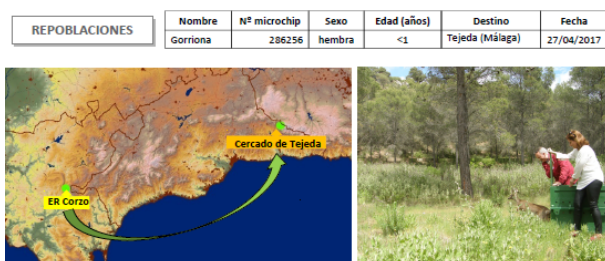 REPOBLACIONES
Nombre Nº microchip Sexo Edad (años) Destino Fecha
Gorriona 286256 hembra <1 Tejeda (Málaga) 27/04/2017
Cercado de Tejeda
ER Corzo